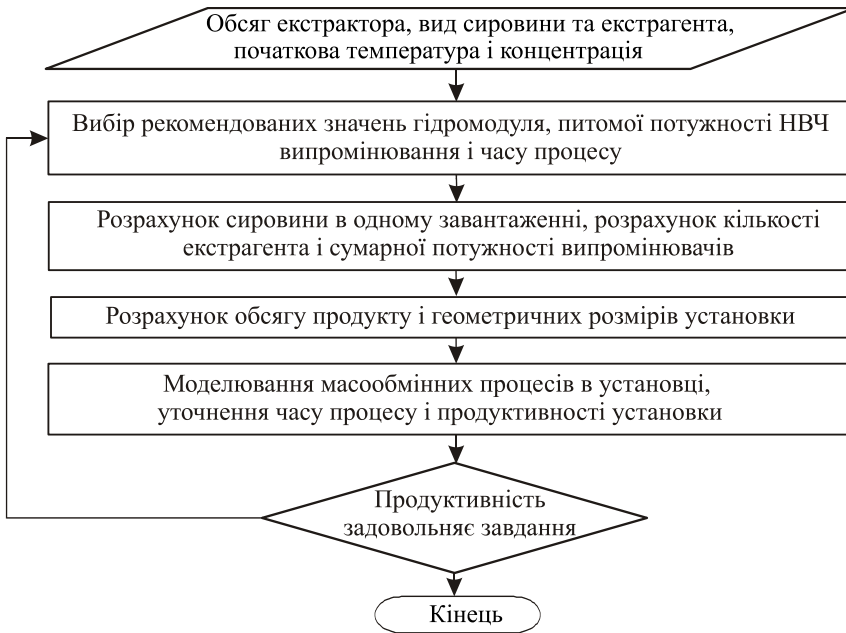 Обсяг екстрактора, вид сировини та екстрагента,
початкова температура і концентрація
Вибір рекомендованих значень гідромодуля, питомої потужності НВЧ
випромінювання і часу процесу
Розрахунок сировини в одному завантаженні, розрахунок кількості
екстрагента і сумарної потужності випромінювачів
Розрахунок обсягу продукту і геометричних розмірів установки
Моделювання масообмінних процесів в установці,
уточнення часу процесу і продуктивності установки
Продуктивність
задовольняє завдання
Кінець